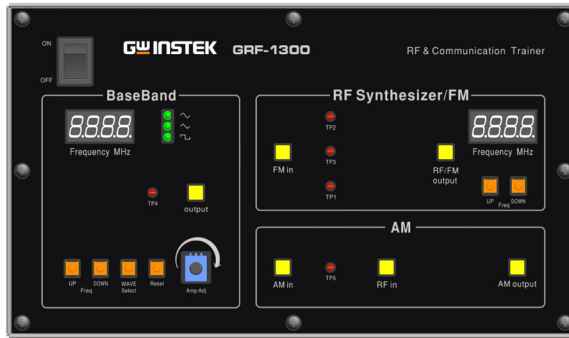 ON
OFF
GW INSTEK GRF-1300
RF & Communication Trainer
BaseBand
8.8.8.8
Frequency MHz
TP4
output
UP
DOWN
WAVE
Select
Reset
Freq
Amp Adj
RF Synthesizer/FM
TP2
FM in
TP3
TP1
RF/FM
output
8.8.8.8
Frequency MHz
UP
DOWN
Freq
AM
AM in
TP5
RF in
AM output